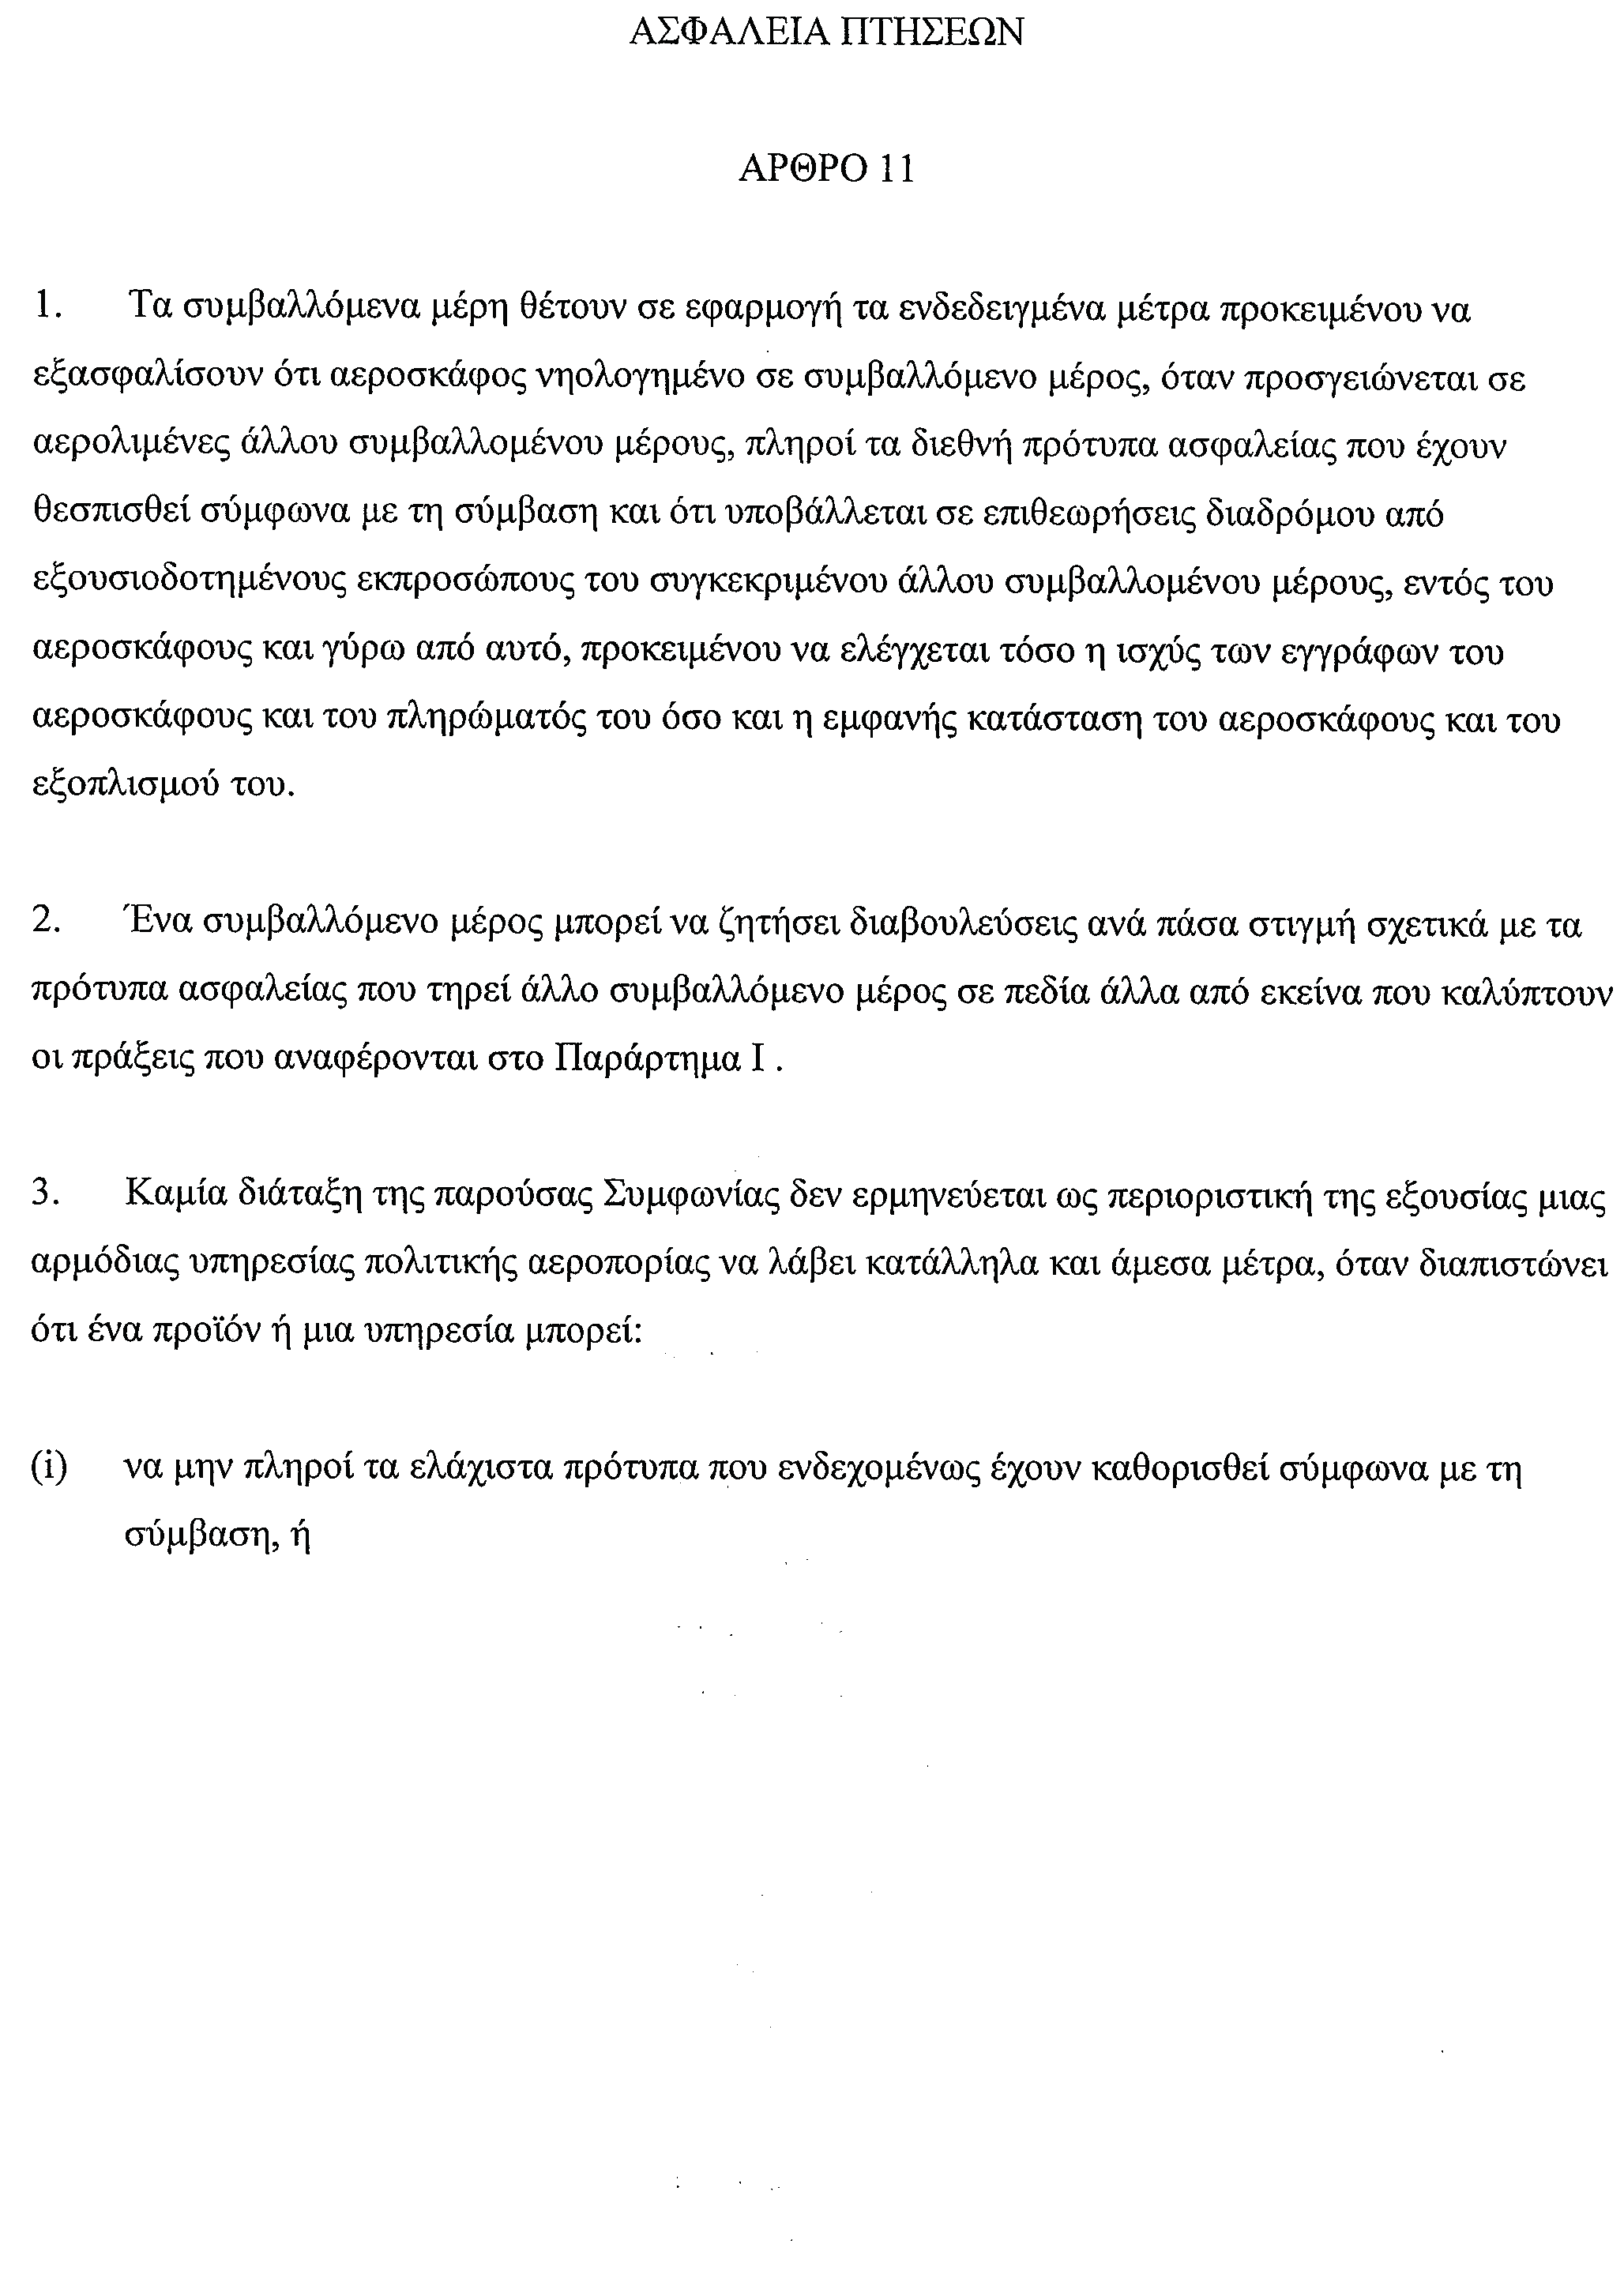 ΑΣΦΑΛΕΙΑ ΠΤΗΣΕΩΝ
ΑΡΘΡΟ 11
1. Τα συμβαλλόμενα μέρη θέτουν σε εφαρμογή τα ενδεδειγμένα μέτρα προκειμένου να
εξασφαλίσουν ότι αεροσκάφος νηολογημένο σε συμβαλλόμενο μέρος, όταν προσγειώνεται σε
αερολιμένες άλλου συμβαλλομένου μέρους, πληροί τα διεθνή πρότυπα ασφαλείας που έχουν
θεσπισθεί σύμφωνα με τη σύμβαση και ότι υποβάλλεται σε επιθεωρήσεις διαδρόμου από
εξουσιοδοτημένους εκπροσώπους του συγκεκριμένου άλλου συμβαλλομένου μέρους, εντός του
αεροσκάφους και γύρω από αυτό, προκειμένου να ελέγχεται τόσο η ισχύς των εγγράφων του
αεροσκάφους και του πληρώματός του όσο και η εμφανής κατάσταση του αεροσκάφους και του
εξοπλισμού του.
2. Ένα συμβαλλόμενο μέρος μπορεί να ζητήσει διαβουλεύσεις ανά πάσα στιγμή σχετικά με τα
πρότυπα ασφαλείας που τηρεί άλλο συμβαλλόμενο μέρος σε πεδία άλλα από εκείνα που καλύπτουν
οι πράξεις που αναφέρονται στο Παράρτημα Ι .
3. Καμία διάταξη της παρούσας Συμφωνίας δεν ερμηνεύεται ως περιοριστική της εξουσίας μιας
αρμόδιας υπηρεσίας πολιτικής αεροπορίας να λάβει κατάλληλα και άμεσα μέτρα, όταν διαπιστώνει
ότι ένα προϊόν ή μια υπηρεσία μπορεί:
(i) να μην πληροί τα ελάχιστα πρότυπα που ενδεχομένως έχουν καθορισθεί σύμφωνα με τη
σύμβαση, ή